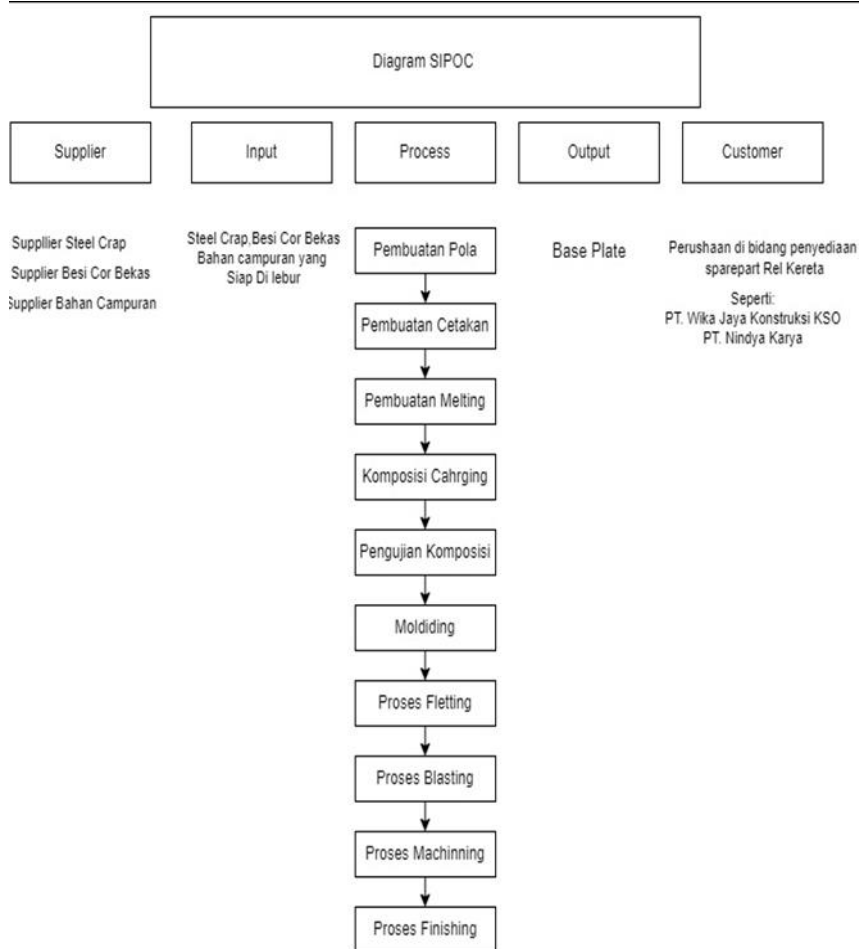 Diagram SIPOC
Supplier
Input
Process
Output
Customer
Suppllier Steel Crap
Supplier Besi Cor Bekas
Supplier Bahan Campuran
Steel Crap,Besi Cor Bekas
Bahan campuran yang
Siap Di lebur
Pembuatan Pola
Pembuatan Cetakan
Pembuatan Melting
Komposisi Cahrging
Pengujian Komposisi
Moldiding
Proses Fletting
Proses Blasting
Proses Machinning
Proses Finishing
Base Plate
Perushaan di bidang penyediaan
sparepart Rel Kereta
Seperti:
PT. Wika Jaya Konstruksi KSO
PT. Nindya Karya